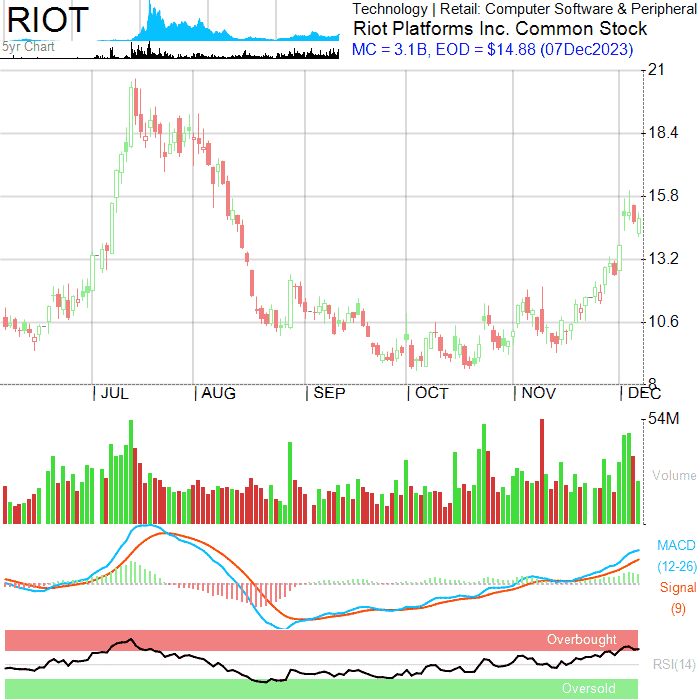 RIOT
5yr Chart
Technology | Retail: Computer Software & Peripheral
Riot Platforms Inc. Common Stock
MC = 3.1B, EOD = $14.88 (07Dec2023)
21
18.4
15.8
13.2
10.6
8
| JUL | AUG | SEP | OCT | NOV | DEC
54M
Volume
MACD
(12-26)
Signal
(9)
Overbought
RSI(14)
Oversold